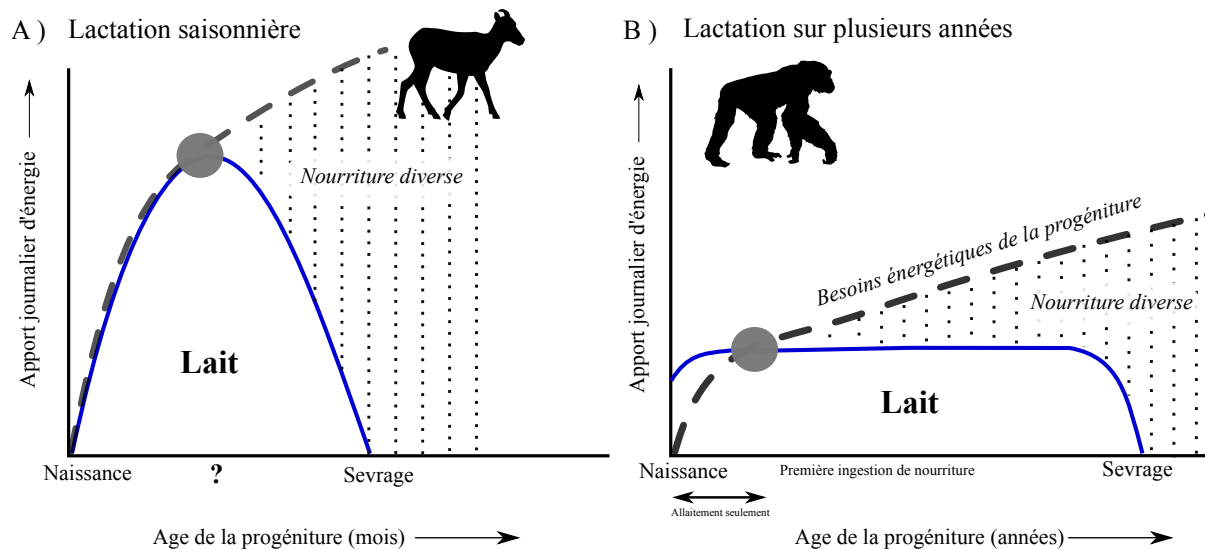 A ) Lactation saisonnière
Apport journalier d'énergie
Nourriture diverse
Lait
Naissance
?
Sevrage
Age de la progéniture (mois)
B ) Lactation sur plusieurs années
Apport journalier d'énergie
Besoins énergétiques de la progéniture
Nourriture diverse
Lait
Naissance
Première ingestion de nourriture
Sevrage
Allaitement seulement
Age de la progéniture (années)